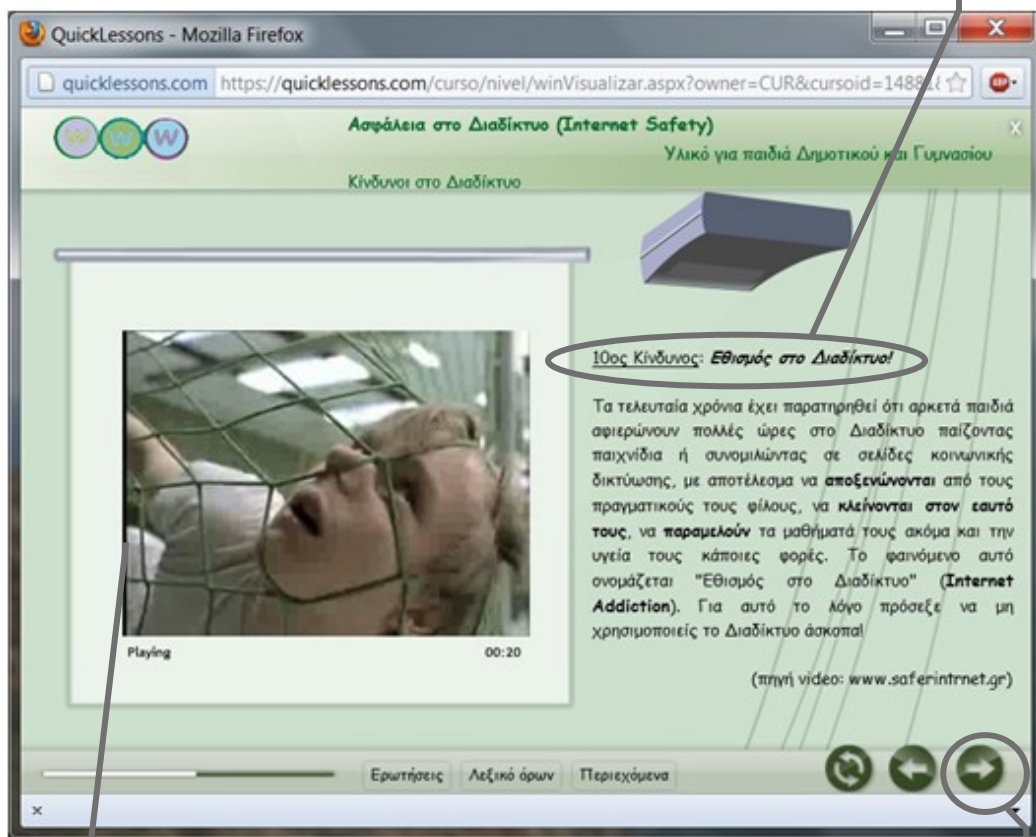 QuickLessons - Mozilla Firefox
quicklessons.com https://quicklessons.com/curso/nivel/winVisualizar.aspx?owner=CUR&cursoid=1488
WWW
Ασφάλεια στο Διαδίκτυο (Internet Safety)
Υλικό για παιδιά Δημοτικού και Γυμνασίου
Κίνδυνοι στο Διαδίκτυο
10ος Κίνδυνος: Εθισμός στο Διαδίκτυο!
Τα τελευταία χρόνια έχει παρατηρηθεί ότι αρκετά παιδιά
αφιερώνουν πολλές ώρες στο Διαδίκτυο παίζοντας
παιχνίδια ή συνομιλώντας σε σελίδες κοινωνικής
δικτύωσης, με αποτέλεσμα να αποξενώνονται από τους
πραγματικούς τους φίλους, να κλείνονται στον εαυτό
τους, να παραμελούν τα μαθήματά τους ακόμα και την
υγεία τους κάποιες φορές. Το φαινόμενο αυτό
ονομάζεται "Εθισμός στο Διαδίκτυο" (Internet
Addiction). Για αυτό το λόγο πρόσεξε να μη
χρησιμοποιείς το Διαδίκτυο άσκοπα!
(πηγή video: www.saferintrnet.gr)
Playing 00:20
Ερωτήσεις Λεξικό όρων Περιεχόμενα